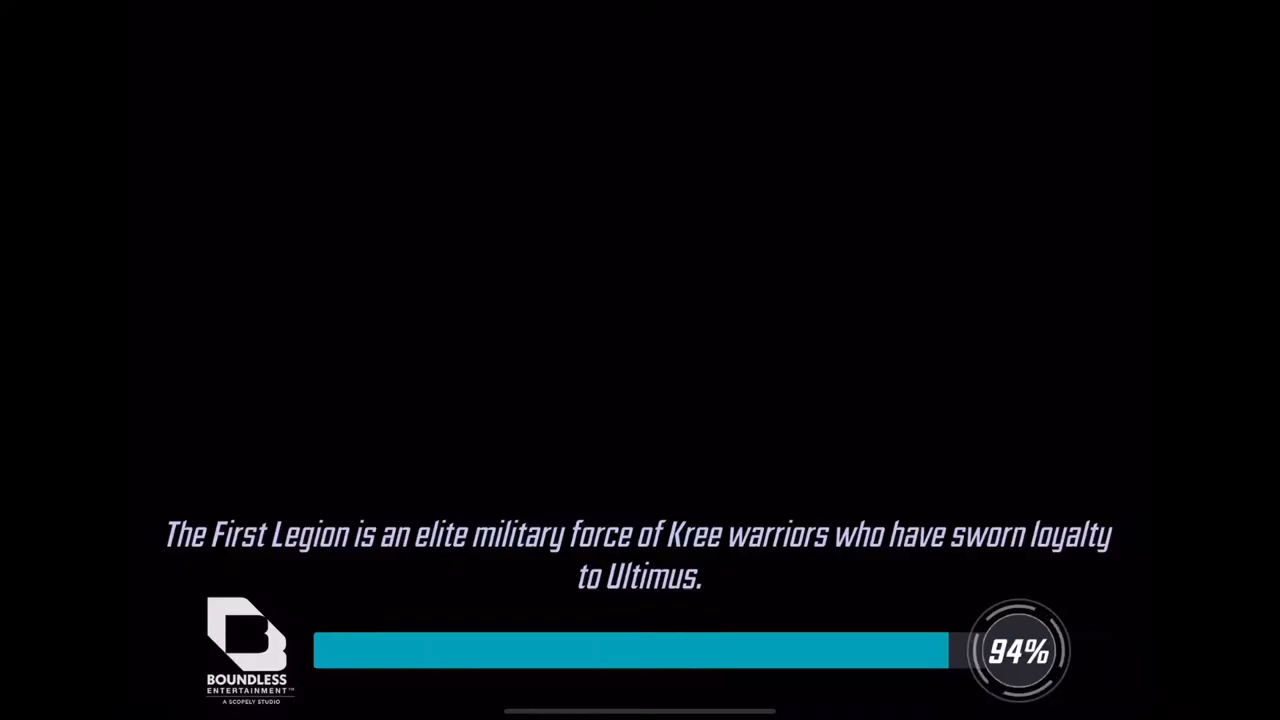 The First Legion is an elite military force of Kree warriors who have sworn loyalty
to Ultimus.
94%
BOUNDLESS
ENTERTAINMENT™
A SCOPELY STUDIO